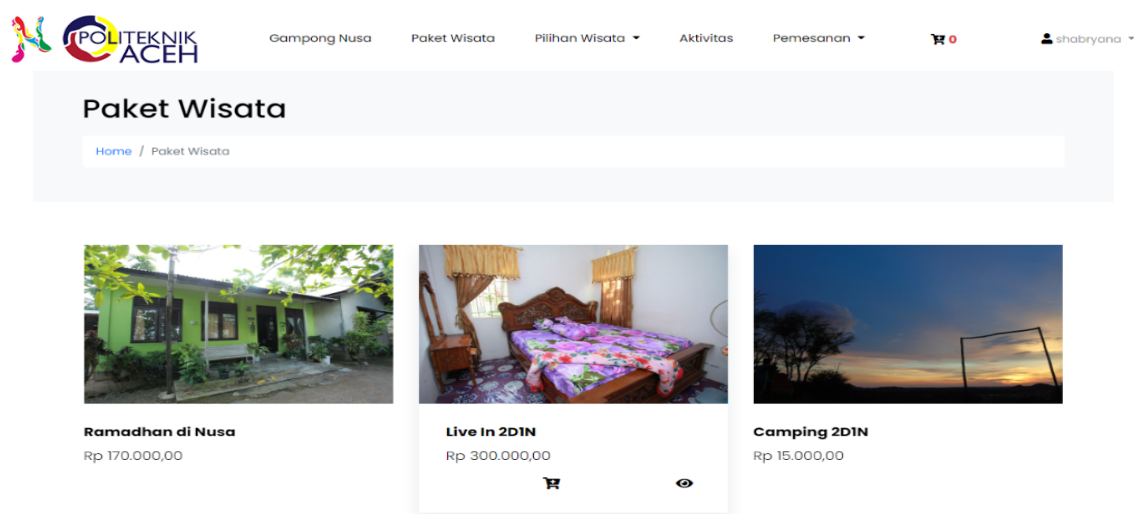 POLITEKNIK
ACEH
Gampong Nusa Paket Wisata Pilihan Wisata Aktivitas Pemesanan 0 shabryana
Paket Wisata
Home / Paket Wisata
Ramadhan di Nusa Live In 2D1N Camping 2D1N
Rp 170.000,00 Rp 300.000,00 Rp 15.000,00